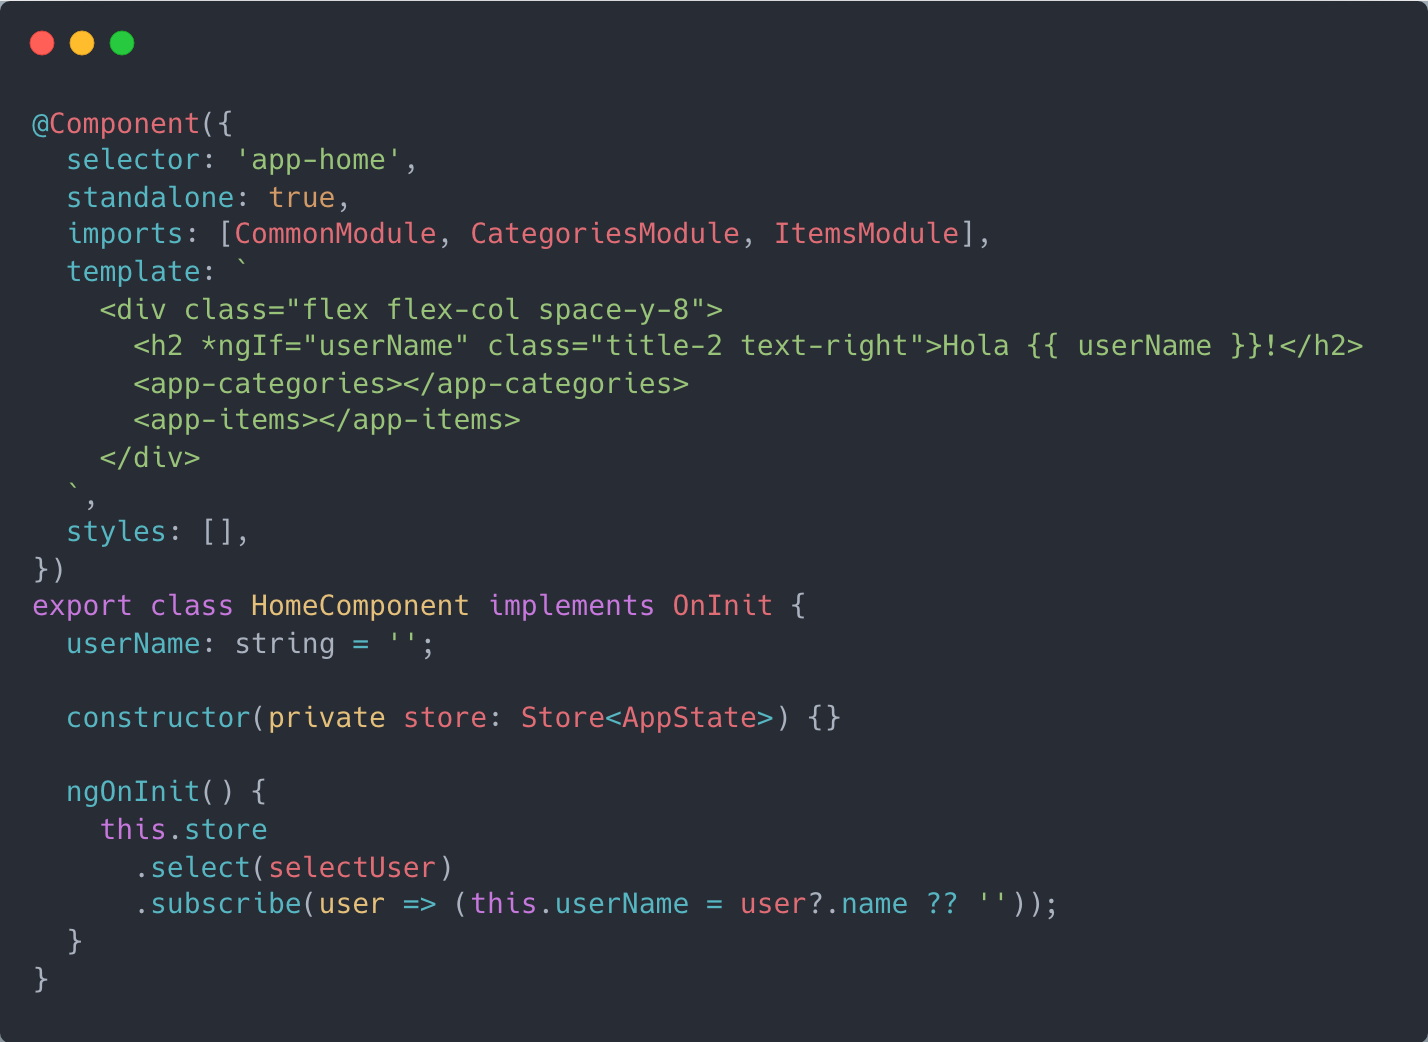 @Component({
  selector: 'app-home',
  standalone: true,
  imports: [CommonModule, CategoriesModule, ItemsModule],
  template: `
    <div class="flex flex-col space-y-8">
      <h2 *ngIf="userName" class="title-2 text-right">Hola {{ userName }}!</h2>
      <app-categories></app-categories>
      <app-items></app-items>
    </div>
  `,
  styles: [],
})
export class HomeComponent implements OnInit {
  userName: string = '';

  constructor(private store: Store<AppState>) {}

  ngOnInit() {
    this.store
      .select(selectUser)
      .subscribe(user => (this.userName = user?.name ?? ''));
  }
}